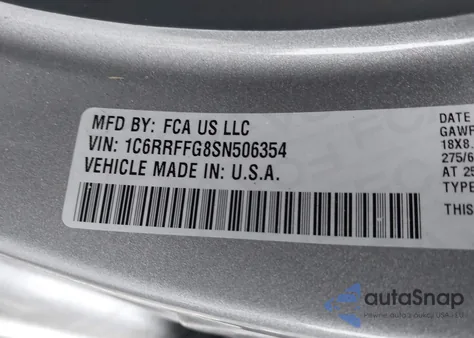 MFD BY: FCA US LLC
VIN: 1C6RRFFG8SN506354
VEHICLE MADE IN: U.S.A.
DATE
GAWR
18X8.
275/6
AT 25
TYPE
THIS
autoSnap